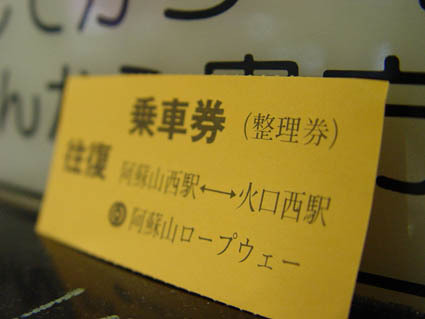 乗車券(整理券)
往復 阿蘇山西駅↔火口西駅
阿蘇山ロープウェー